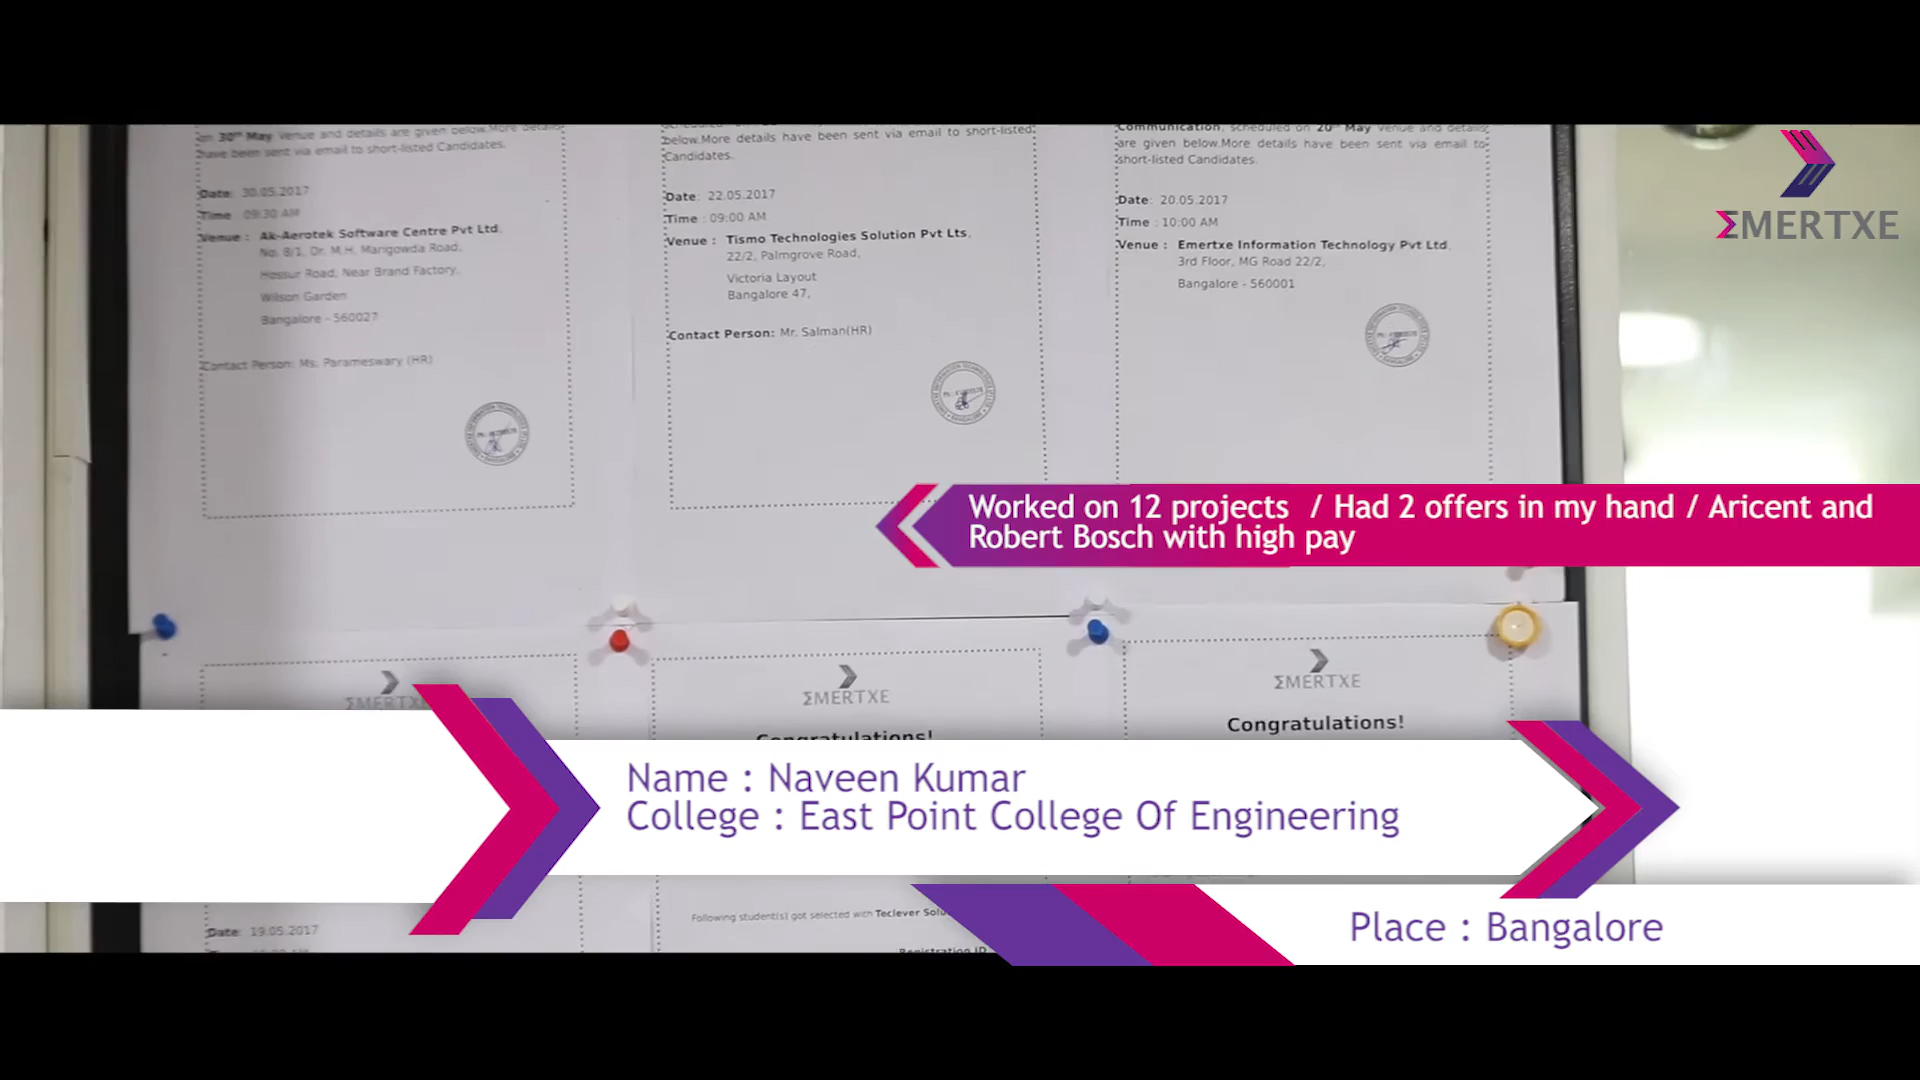 on 30th May Venue and details are given below.More details
have been sent via email to short-listed Candidates.
Date: 30.05.2017
Time : 09:30 AM
Venue : Ak-Aerotek Software Centre Pvt Ltd,
No. 8/1, Dr. M.H. Marigowda Road,
Hossur Road, Near Brand Factory,
Wilson Garden
Bangalore - 560027
Contact Person: Ms. Parameswary (HR)
below.More details have been sent via email to short-listed
Candidates.
Date: 22.05.2017
Time : 09:00 AM
Venue : Tismo Technologies Solution Pvt Lts,
22/2, Palmgrove Road,
Victoria Layout
Bangalore 47,
Contact Person: Mr. Salman(HR)
Communication, scheduled on 20th May Venue and details
are given below.More details have been sent via email to
short-listed Candidates.
Date: 20.05.2017
Time : 10:00 AM
Venue : Emertxe Information Technology Pvt Ltd,
3rd Floor, MG Road 22/2,
Bangalore - 560001
ΣMERTXE
Worked on 12 projects / Had 2 offers in my hand / Aricent and
Robert Bosch with high pay
ΣMERTXE
ΣMERTXE
Congratulations!
ΣMERTXE
Congratulations!
Name : Naveen Kumar
College : East Point College Of Engineering
Date: 19.05.2017
Following student(s) got selected with Teclever
Registration ID
Place : Bangalore